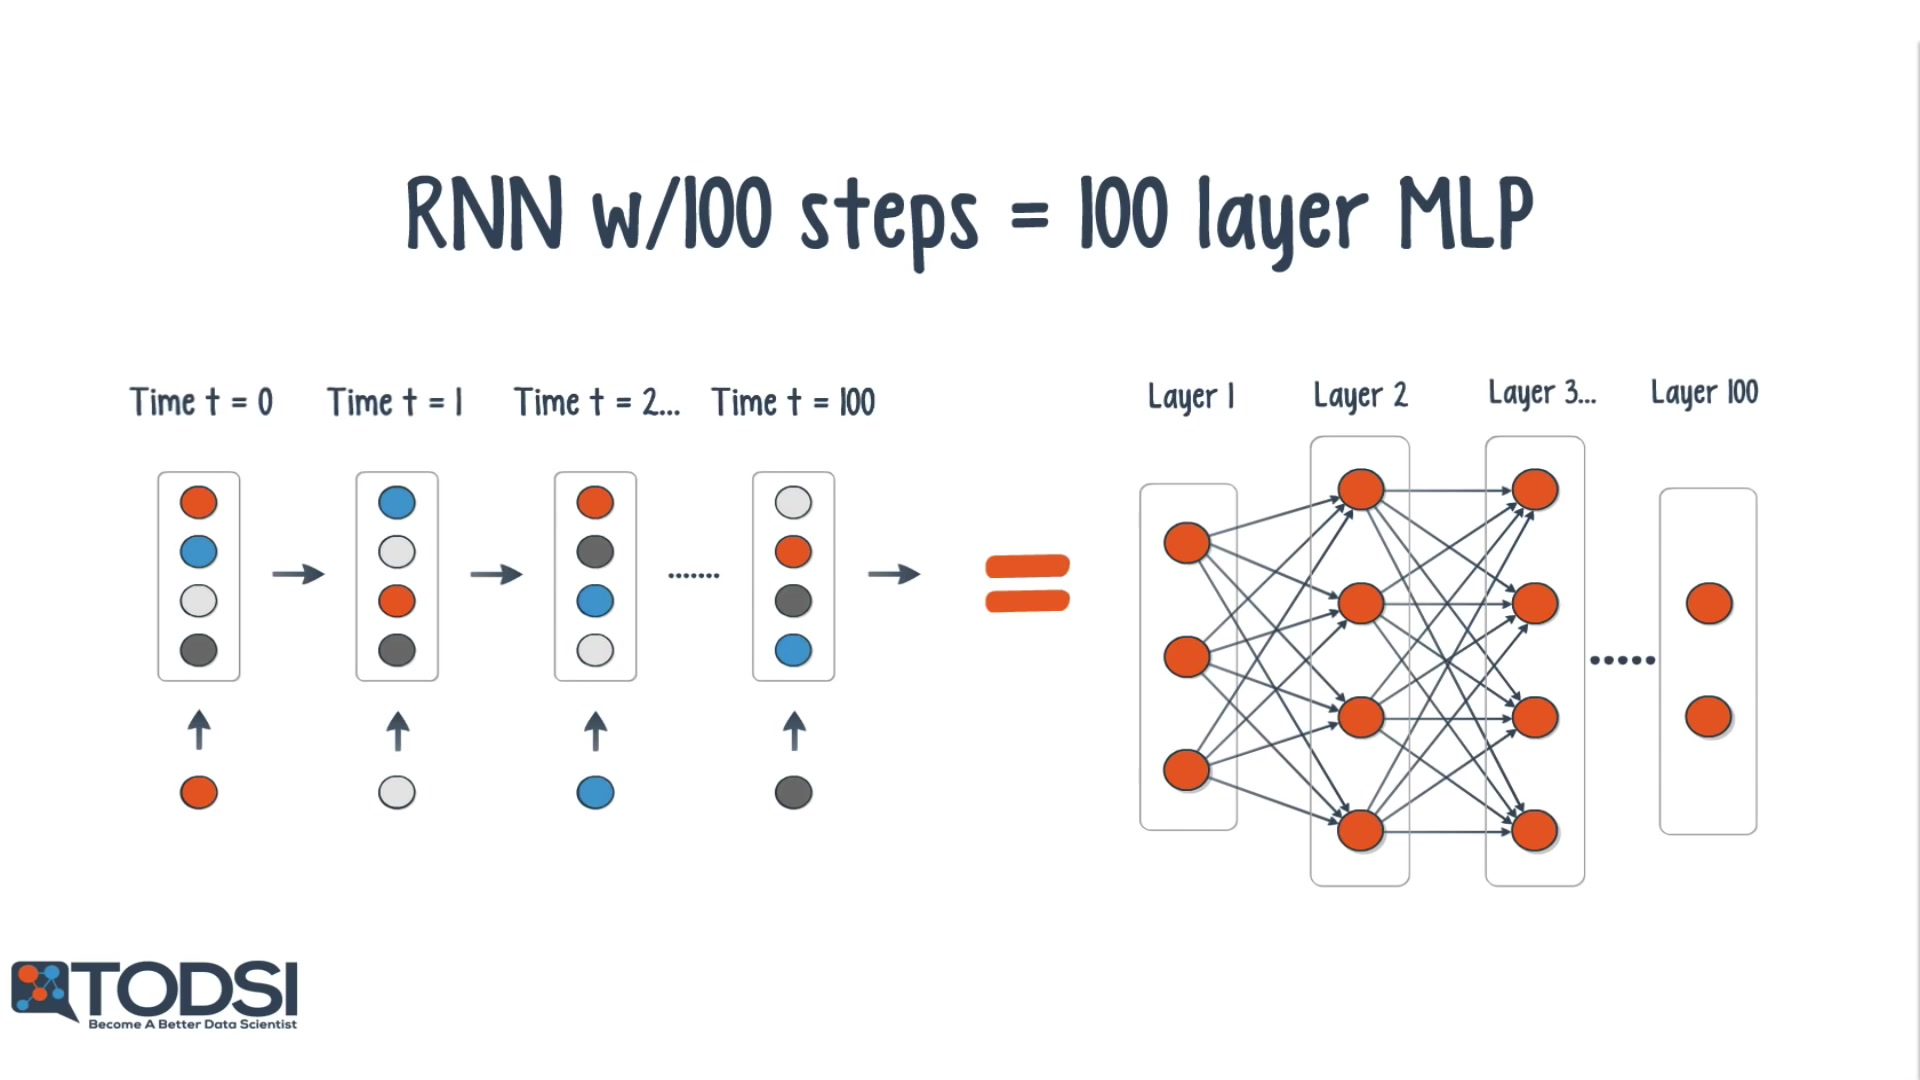 RNN w/100 steps = 100 layer MLP
Time t = 0
Time t = 1
Time t = 2...
Time t = 100
Layer 1
Layer 2
Layer 3...
Layer 100
TODSI
Become A Better Data Scientist